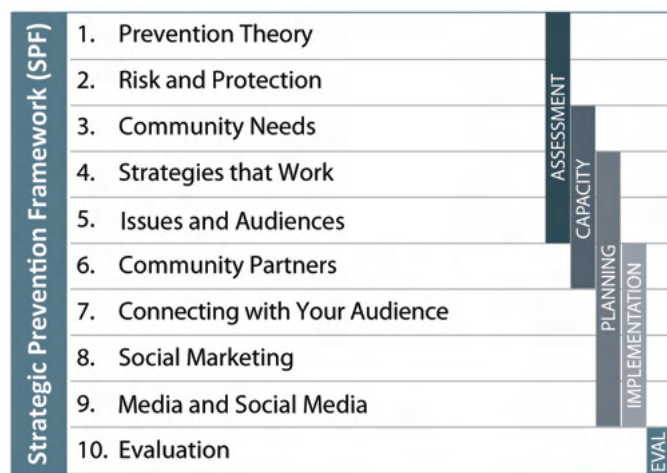 Strategic Prevention Framework (SPF)
1. Prevention Theory
2. Risk and Protection
3. Community Needs
4. Strategies that Work
5. Issues and Audiences
6. Community Partners
7. Connecting with Your Audience
8. Social Marketing
9. Media and Social Media
10. Evaluation
ASSESSMENT
CAPACITY
PLANNING
IMPLEMENTATION
EVAL